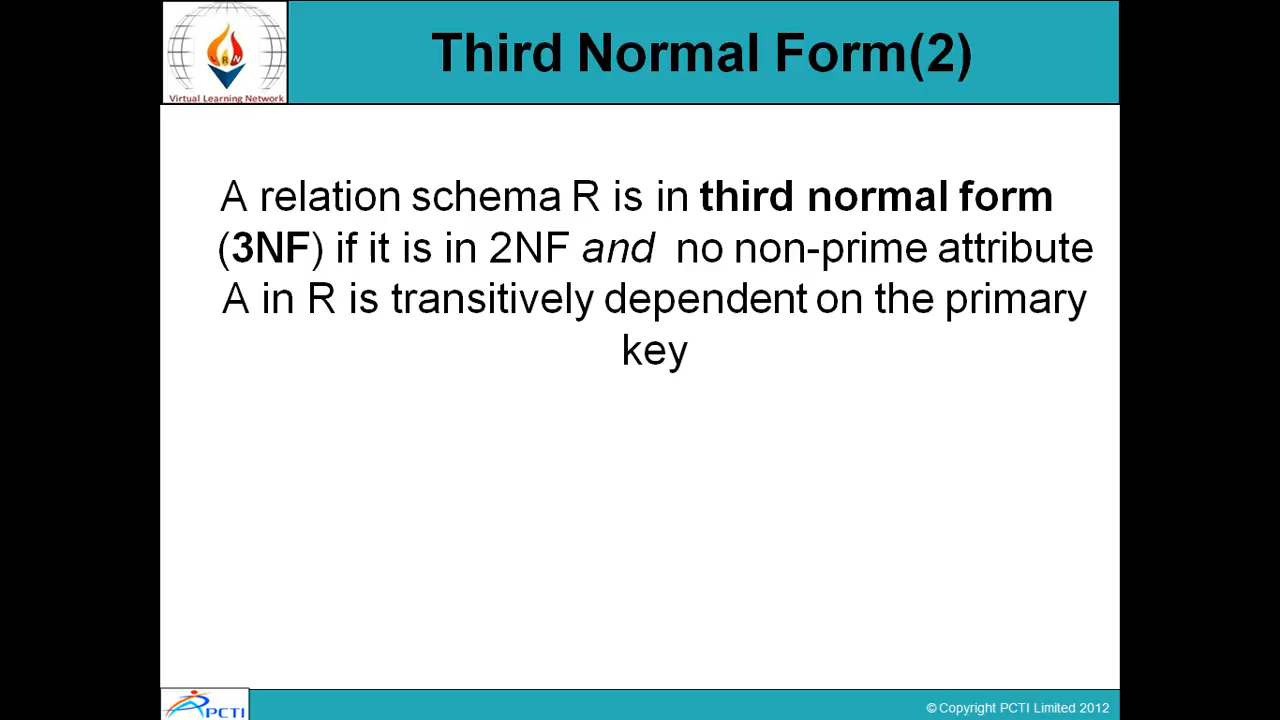 Third Normal Form(2)
LRN
Virtual Learning Network
A relation schema R is in third normal form
(3NF) if it is in 2NF and no non-prime attribute
A in R is transitively dependent on the primary
key
PCTI
© Copyright PCTI Limited 2012